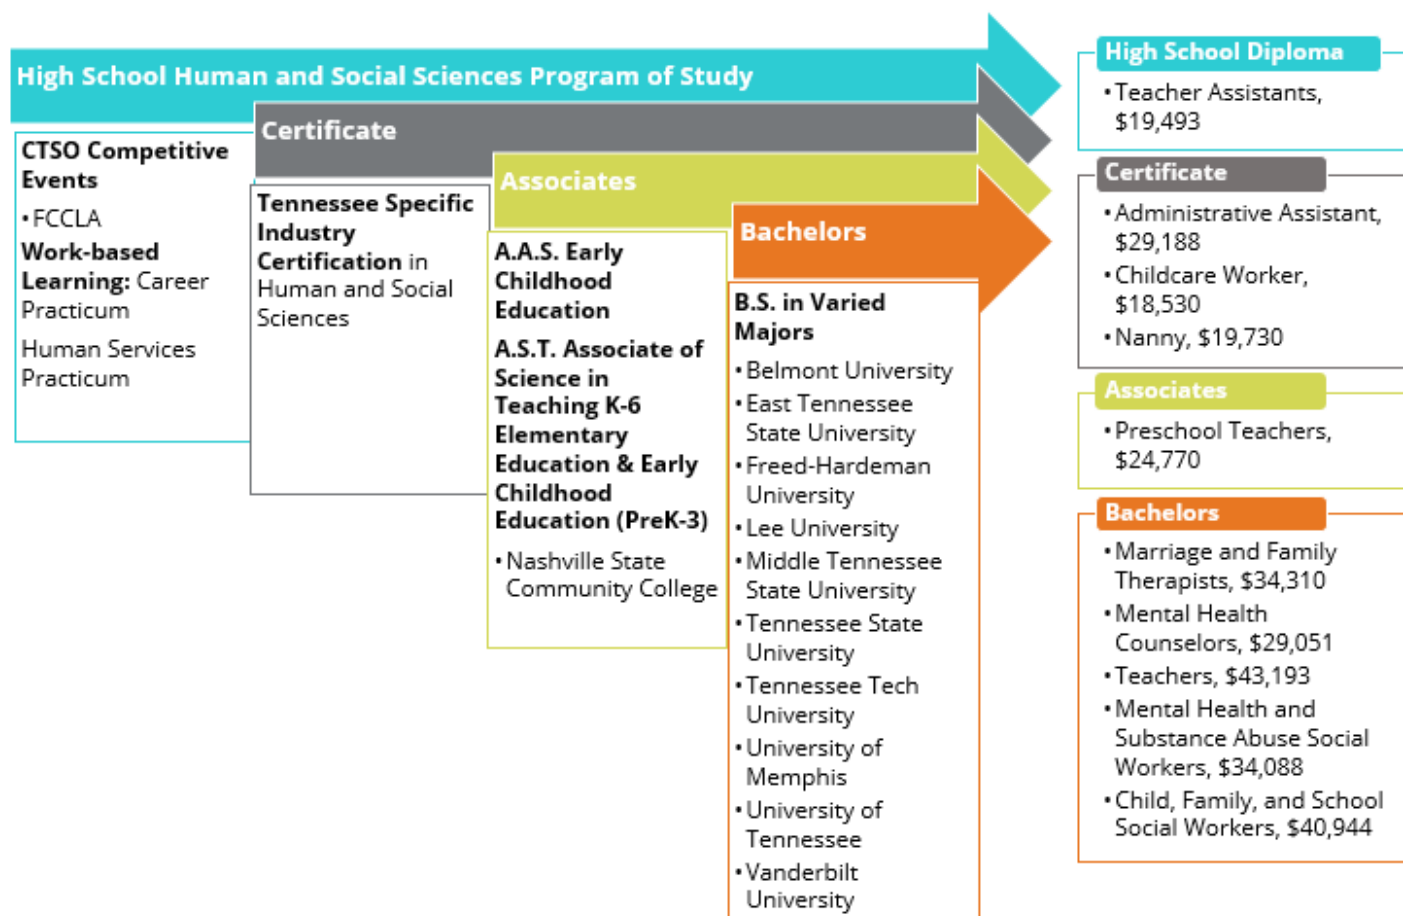 High School Human and Social Sciences Program of Study
CTSO Competitive
Events
•FCCLA
Work-based
Learning: Career
Practicum
Human Services
Practicum
Certificate
Tennessee Specific
Industry
Certification in
Human and Social
Sciences
Associates
A.A.S. Early
Childhood
Education
A.S.T. Associate of
Science in
Teaching K-6
Elementary
Education & Early
Childhood
Education (PreK-3)
•Nashville State
Community College
Bachelors
B.S. in Varied
Majors
•Belmont University
•East Tennessee
State University
•Freed-Hardeman
University
•Lee University
•Middle Tennessee
State University
•Tennessee State
University
•Tennessee Tech
University
•University of
Memphis
•University of
Tennessee
•Vanderbilt
University
High School Diploma
•Teacher Assistants,
$19,493
Certificate
•Administrative Assistant,
$29,188
•Childcare Worker,
$18,530
•Nanny, $19,730
Associates
•Preschool Teachers,
$24,770
Bachelors
•Marriage and Family
Therapists, $34,310
•Mental Health
Counselors, $29,051
•Teachers, $43,193
•Mental Health and
Substance Abuse Social
Workers, $34,088
•Child, Family, and School
Social Workers, $40,944